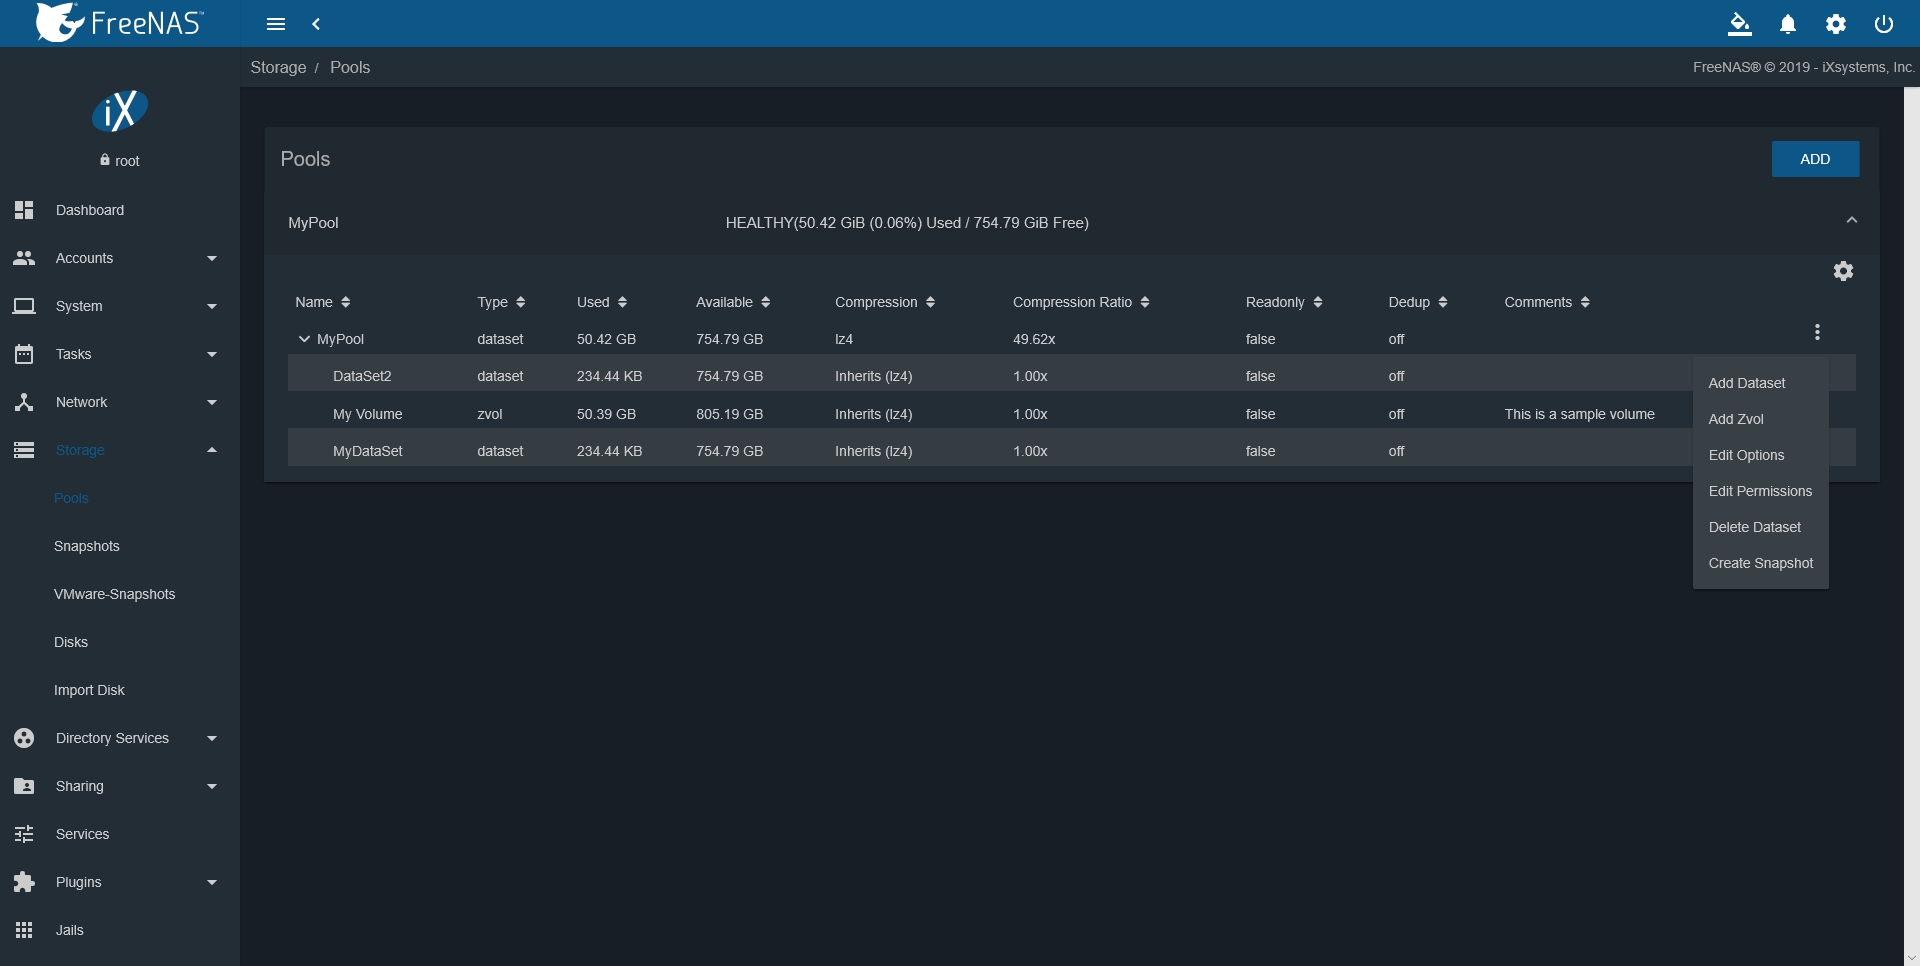 FreeNAS™
Storage / Pools
FreeNAS® © 2019 - iXsystems, Inc.
iX
root
Dashboard
Accounts
System
Tasks
Network
Storage
Pools
Snapshots
VMware-Snapshots
Disks
Import Disk
Directory Services
Sharing
Services
Plugins
Jails
Pools
ADD
MyPool HEALTHY(50.42 GiB (0.06%) Used / 754.79 GiB Free)
Name Type Used Available Compression Compression Ratio Readonly Dedup Comments
MyPool dataset 50.42 GB 754.79 GB lz4 49.62x false off
DataSet2 dataset 234.44 KB 754.79 GB Inherits (lz4) 1.00x false off
My Volume zvol 50.39 GB 805.19 GB Inherits (lz4) 1.00x false off This is a sample volume
MyDataSet dataset 234.44 KB 754.79 GB Inherits (lz4) 1.00x false off
Add Dataset
Add Zvol
Edit Options
Edit Permissions
Delete Dataset
Create Snapshot